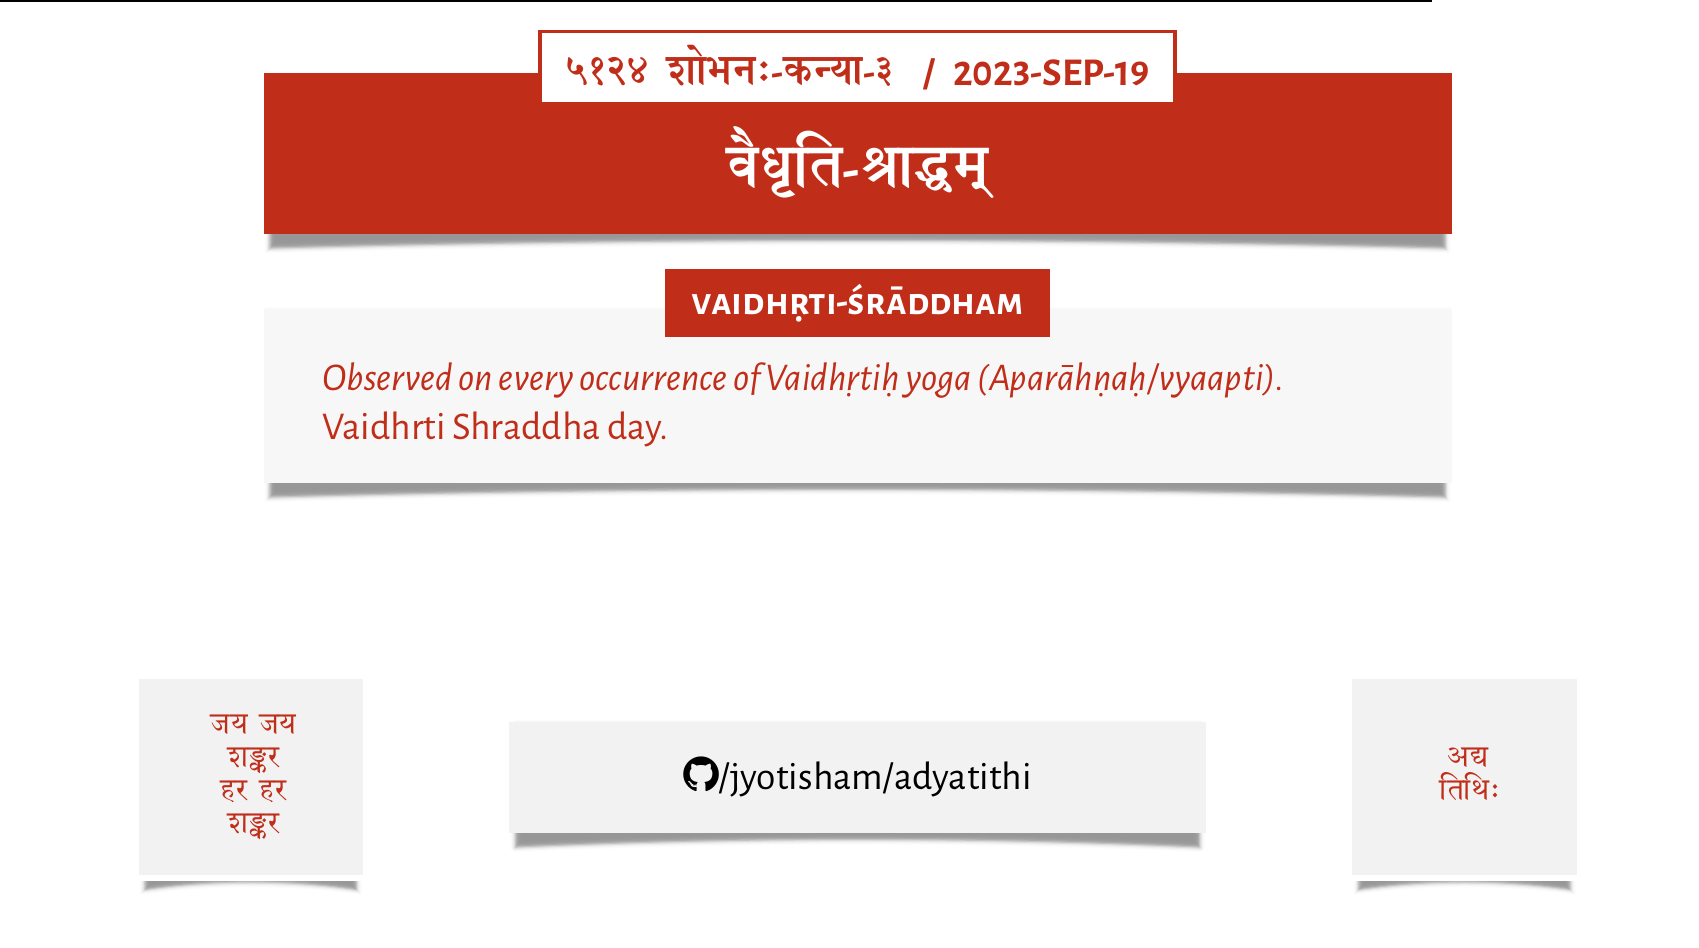 ५१२४ शोभनः-कन्या-३ / 2023-SEP-19
वैधृति-श्राद्धम्
VAIDHṚTI-ŚRĀDDHAM
Observed on every occurrence of Vaidhṛtiḥ yoga (Aparāhṇaḥ/vyaapti).
Vaidhrti Shraddha day.
जय जय
शङ्कर
हर हर
शङ्कर
/jyotisham/adyatithi
अद्य
तिथिः